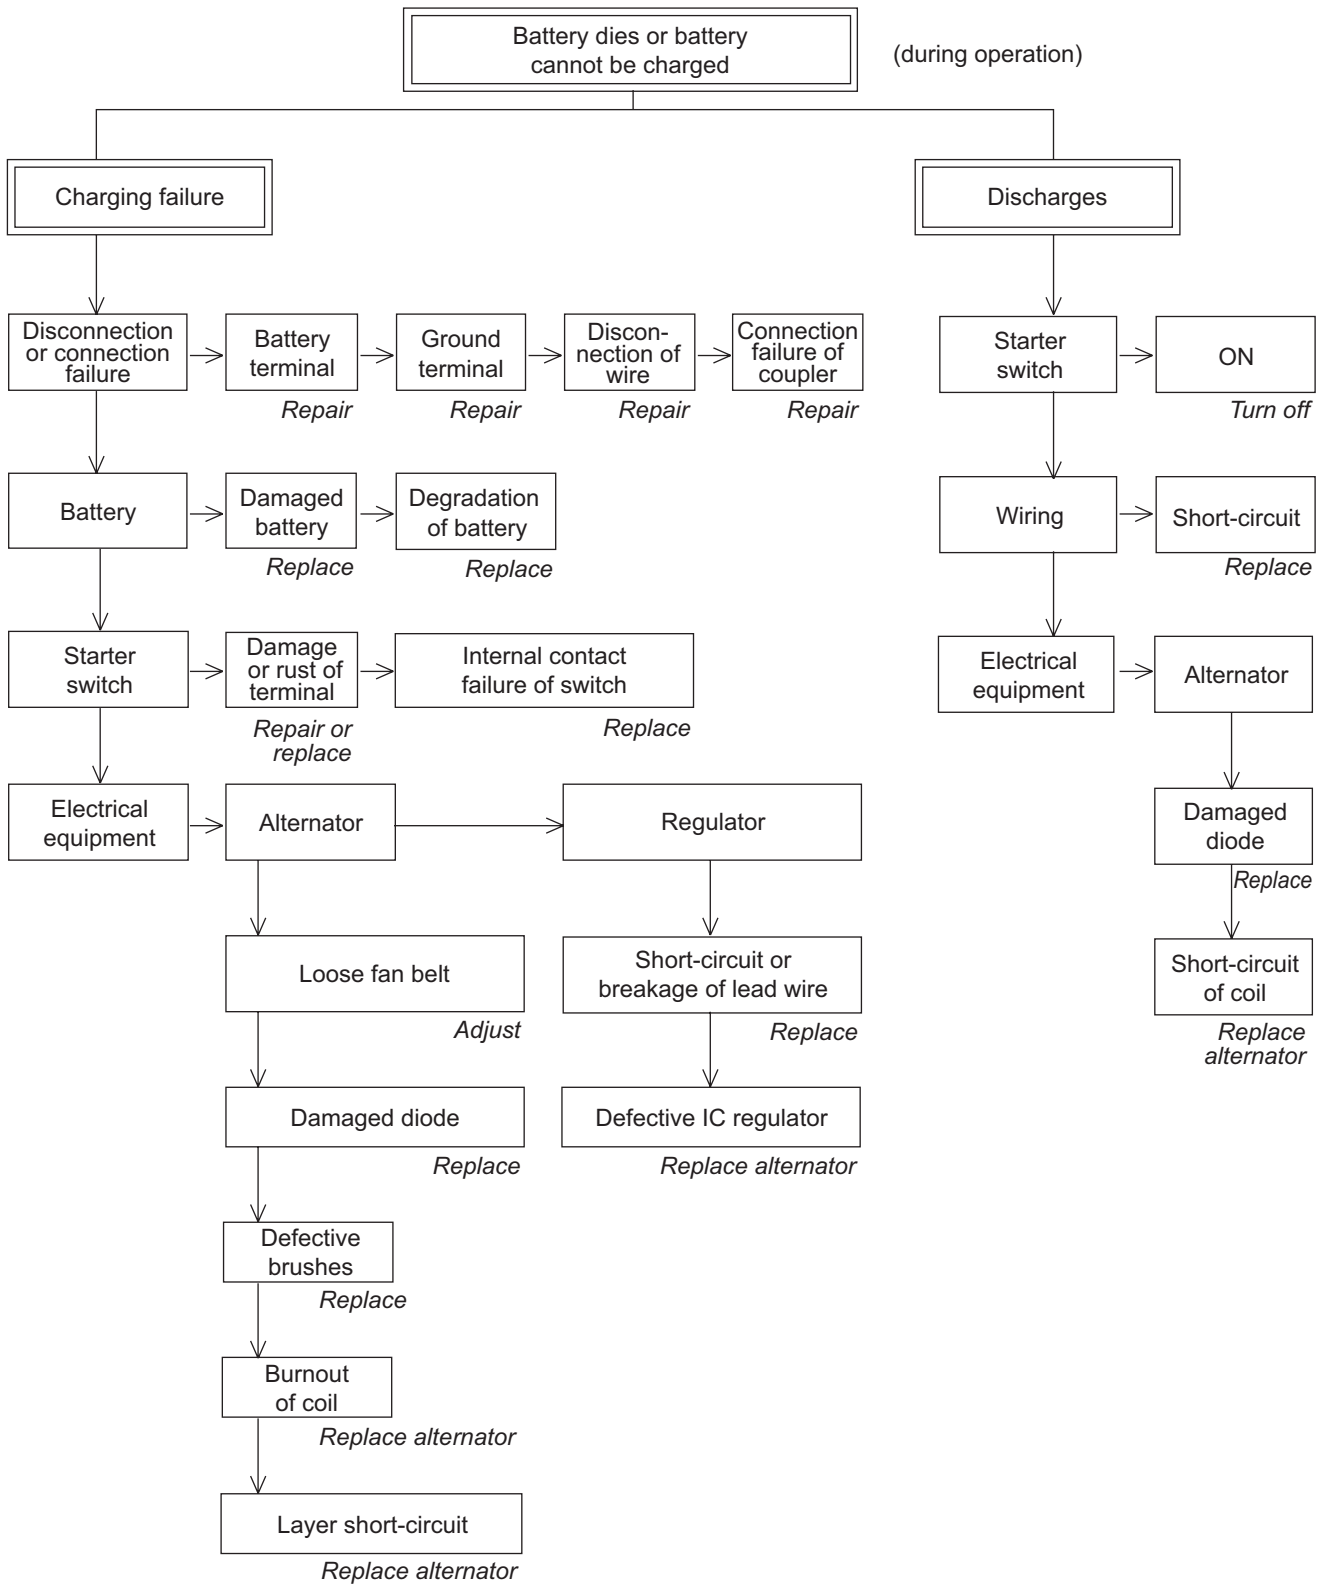 Battery dies or battery
cannot be charged
(during operation)
Charging failure
Discharges
Disconnection
or connection
failure
Battery
terminal
Repair
Ground
terminal
Repair
Discon-
nection of
wire
Repair
Connection
failure of
coupler
Repair
Starter
switch
ON
Turn off
Battery
Damaged
battery
Replace
Degradation
of battery
Replace
Wiring
Short-circuit
Replace
Starter
switch
Damage
or rust of
terminal
Repair or
replace
Internal contact
failure of switch
Replace
Electrical
equipment
Alternator
Electrical
equipment
Alternator
Regulator
Damaged
diode
Replace
Loose fan belt
Adjust
Short-circuit or
breakage of lead wire
Replace
Short-circuit
of coil
Replace
alternator
Damaged diode
Replace
Defective IC regulator
Replace alternator
Defective
brushes
Replace
Burnout
of coil
Replace alternator
Layer short-circuit
Replace alternator